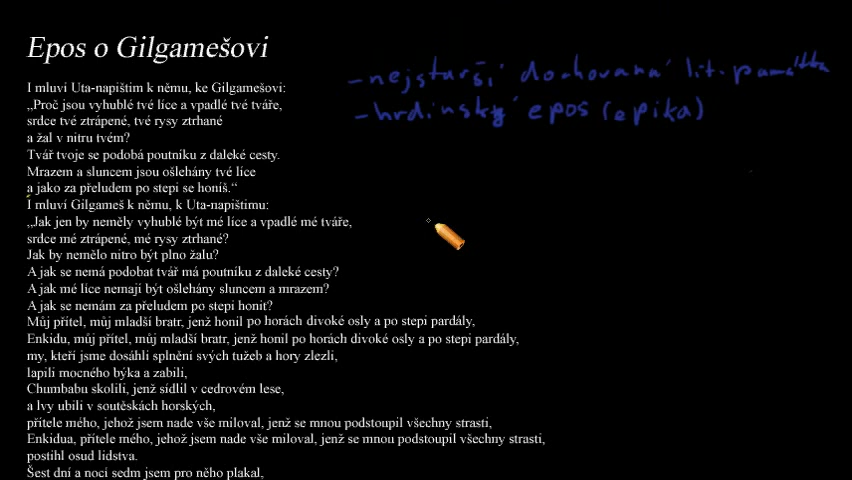 Epos o Gilgamešovi
- nejstarší dochovaná lit. památka
- hrdinský epos (epika)
I mluví Uta-napištim k němu, ke Gilgamešovi:
„Proč jsou vyhublé tvé líce a vpadlé tvé tváře,
srdce tvé ztrápené, tvé rysy ztrhané
a žal v nitru tvém?
Tvář tvoje se podobá poutníku z daleké cesty.
Mrazem a sluncem jsou ošlehány tvé líce
a jako za přeludem po stepi se honíš.“
I mluví Gilgameš k němu, k Uta-napištimu:
„Jak jen by neměly vyhublé být mé líce a vpadlé mé tváře,
srdce mé ztrápené, mé rysy ztrhané?
Jak by nemělo nitro být plno žalu?
A jak se nemá podobat tvář má poutníku z daleké cesty?
A jak mé líce nemají být ošlehány sluncem a mrazem?
A jak se nemám za přeludem po stepi honit?
Můj přítel, můj mladší bratr, jenž honil po horách divoké osly a po stepi pardály,
Enkidu, můj přítel, můj mladší bratr, jenž honil po horách divoké osly a po stepi pardály,
my, kteří jsme dosáhli splnění svých tužeb a hory zlezli,
lapili mocného býka a zabili,
Chumbabu skolili, jenž sídlil v cedrovém lese,
a lvy ubili v soutěskách horských,
přítele mého, jehož jsem nade vše miloval, jenž se mnou podstoupil všechny strasti,
Enkidua, přítele mého, jehož jsem nade vše miloval, jenž se mnou podstoupil všechny strasti,
postihl osud lidstva.
Šest dní a nocí sedm jsem pro něho plakal,